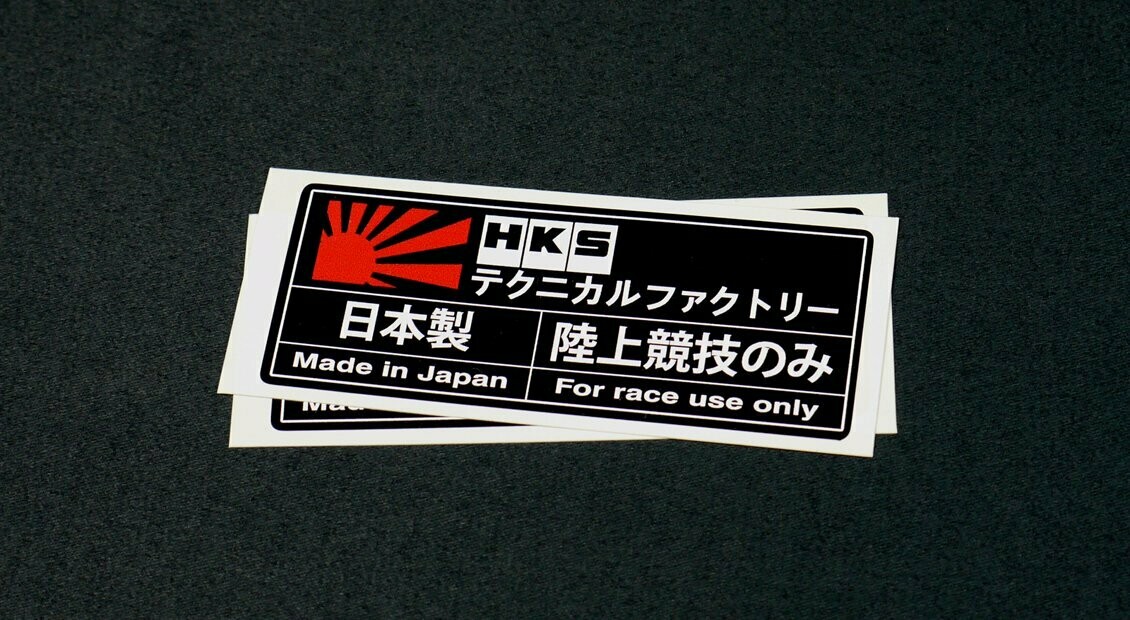 HKS
テクニカルファクトリー
日本製
陸上競技のみ
Made in Japan
For race use only
Mad